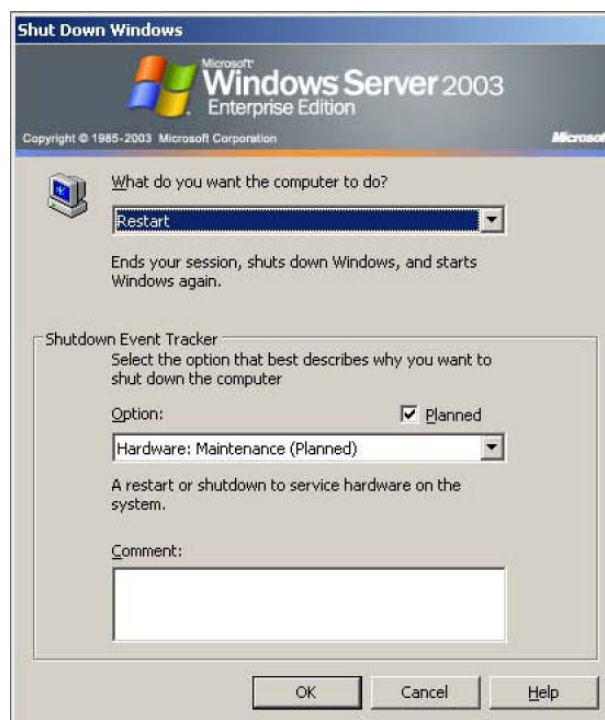 Shut Down Windows
Microsoft
Windows Server 2003
Enterprise Edition
Copyright © 1985-2003 Microsoft Corporation
Microsof
What do you want the computer to do?
Restart
Ends your session, shuts down Windows, and starts
Windows again.
Shutdown Event Tracker
Select the option that best describes why you want to
shut down the computer
Option:
Planned
Hardware: Maintenance (Planned)
A restart or shutdown to service hardware on the
system.
Comment:
OK
Cancel
Help